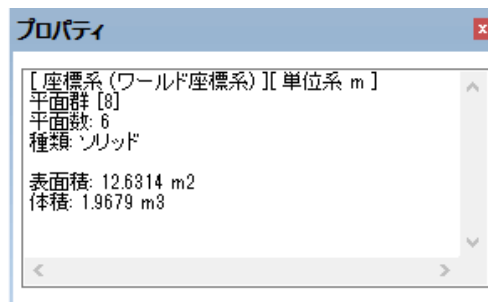 プロパティ
[ 座標系 (ワールド座標系) ][ 単位系 m ]
平面群 [8]
平面数: 6
種類: ソリッド
表面積: 12.6314 m2
体積: 1.9679 m3